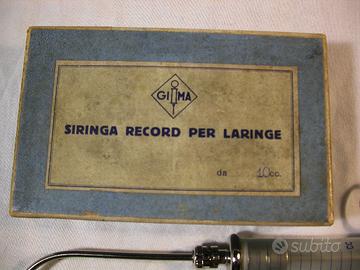 GIMA
SIRINGA RECORD PER LARINGE
da 10cc.
subito